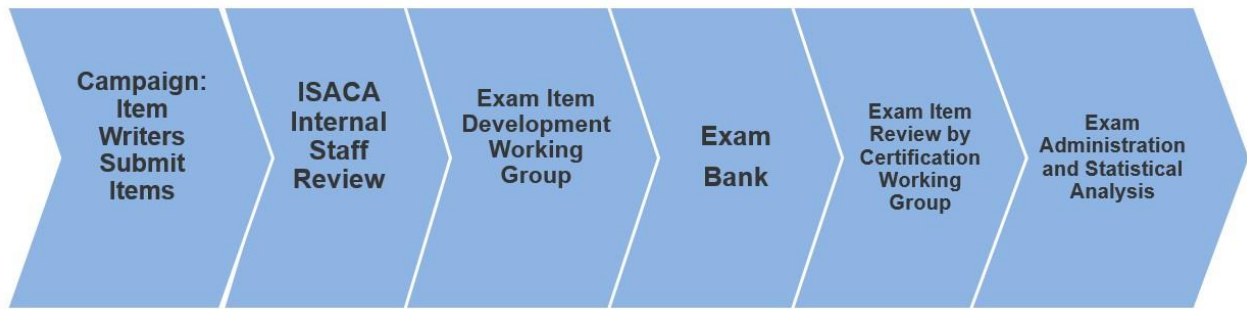 Campaign:
Item
Writers
Submit
Items
ISACA
Internal
Staff
Review
Exam Item
Development
Working
Group
Exam
Bank
Exam Item
Review by
Certification
Working
Group
Exam
Administration
and Statistical
Analysis